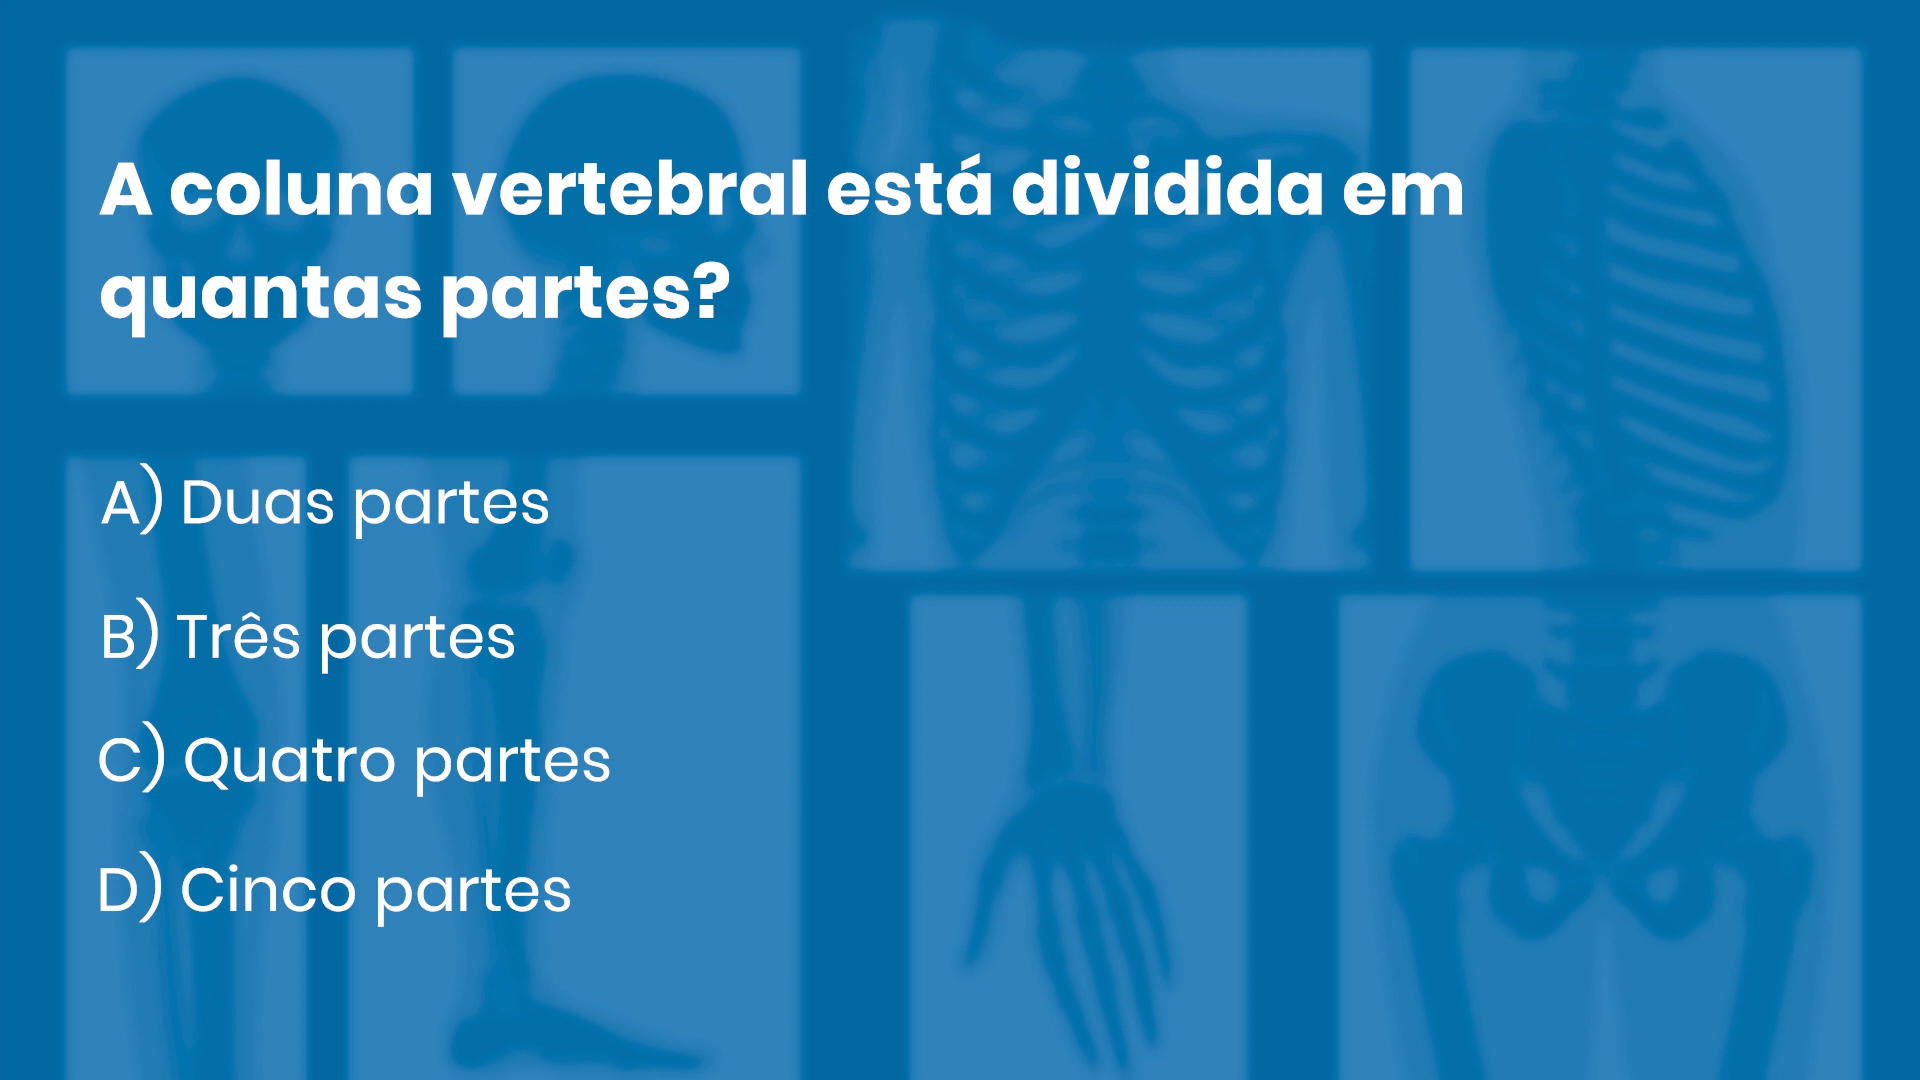 A coluna vertebral está dividida em
quantas partes?
A) Duas partes
B) Três partes
C) Quatro partes
D) Cinco partes